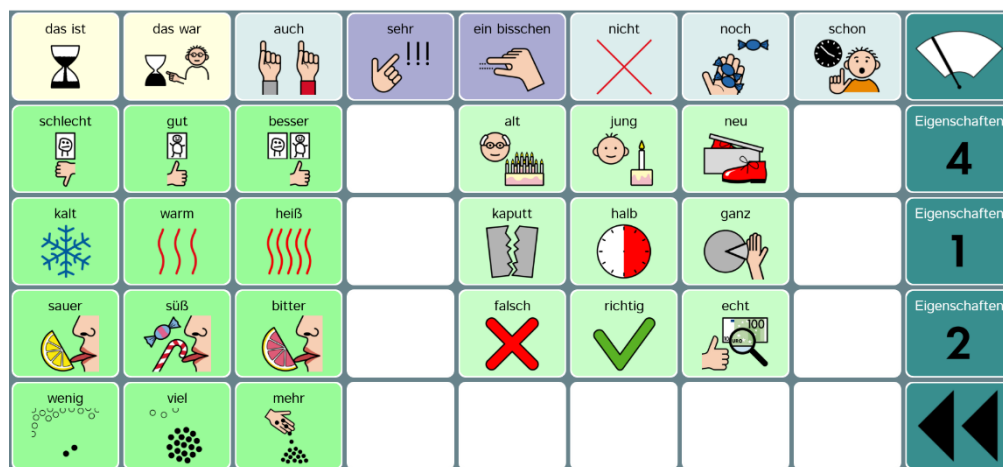 das ist
das war
auch
sehr
!!!
ein bisschen
nicht
noch
schon
schlecht
gut
besser
alt
jung
neu
Eigenschaften
4
kalt
warm
heiß
kaputt
halb
ganz
Eigenschaften
1
sauer
süß
bitter
falsch
richtig
echt
100
EURO
Eigenschaften
2
wenig
viel
mehr